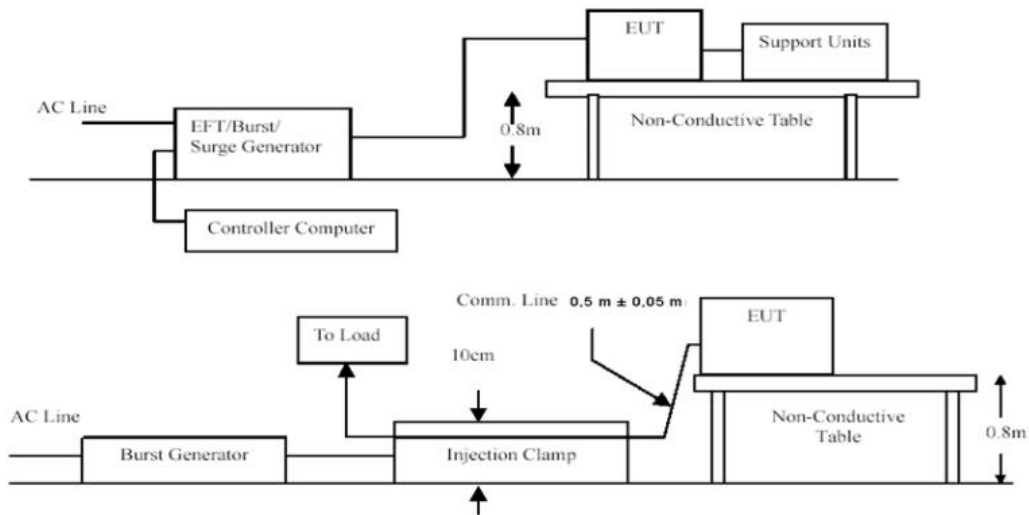 EUT
Support Units
AC Line
EFT/Burst/
Surge Generator
0.8m
Non-Conductive Table
Controller Computer
Comm. Line 0,5 m ± 0,05 m
EUT
To Load
10cm
AC Line
Non-Conductive
Table
0.8m
Burst Generator
Injection Clamp